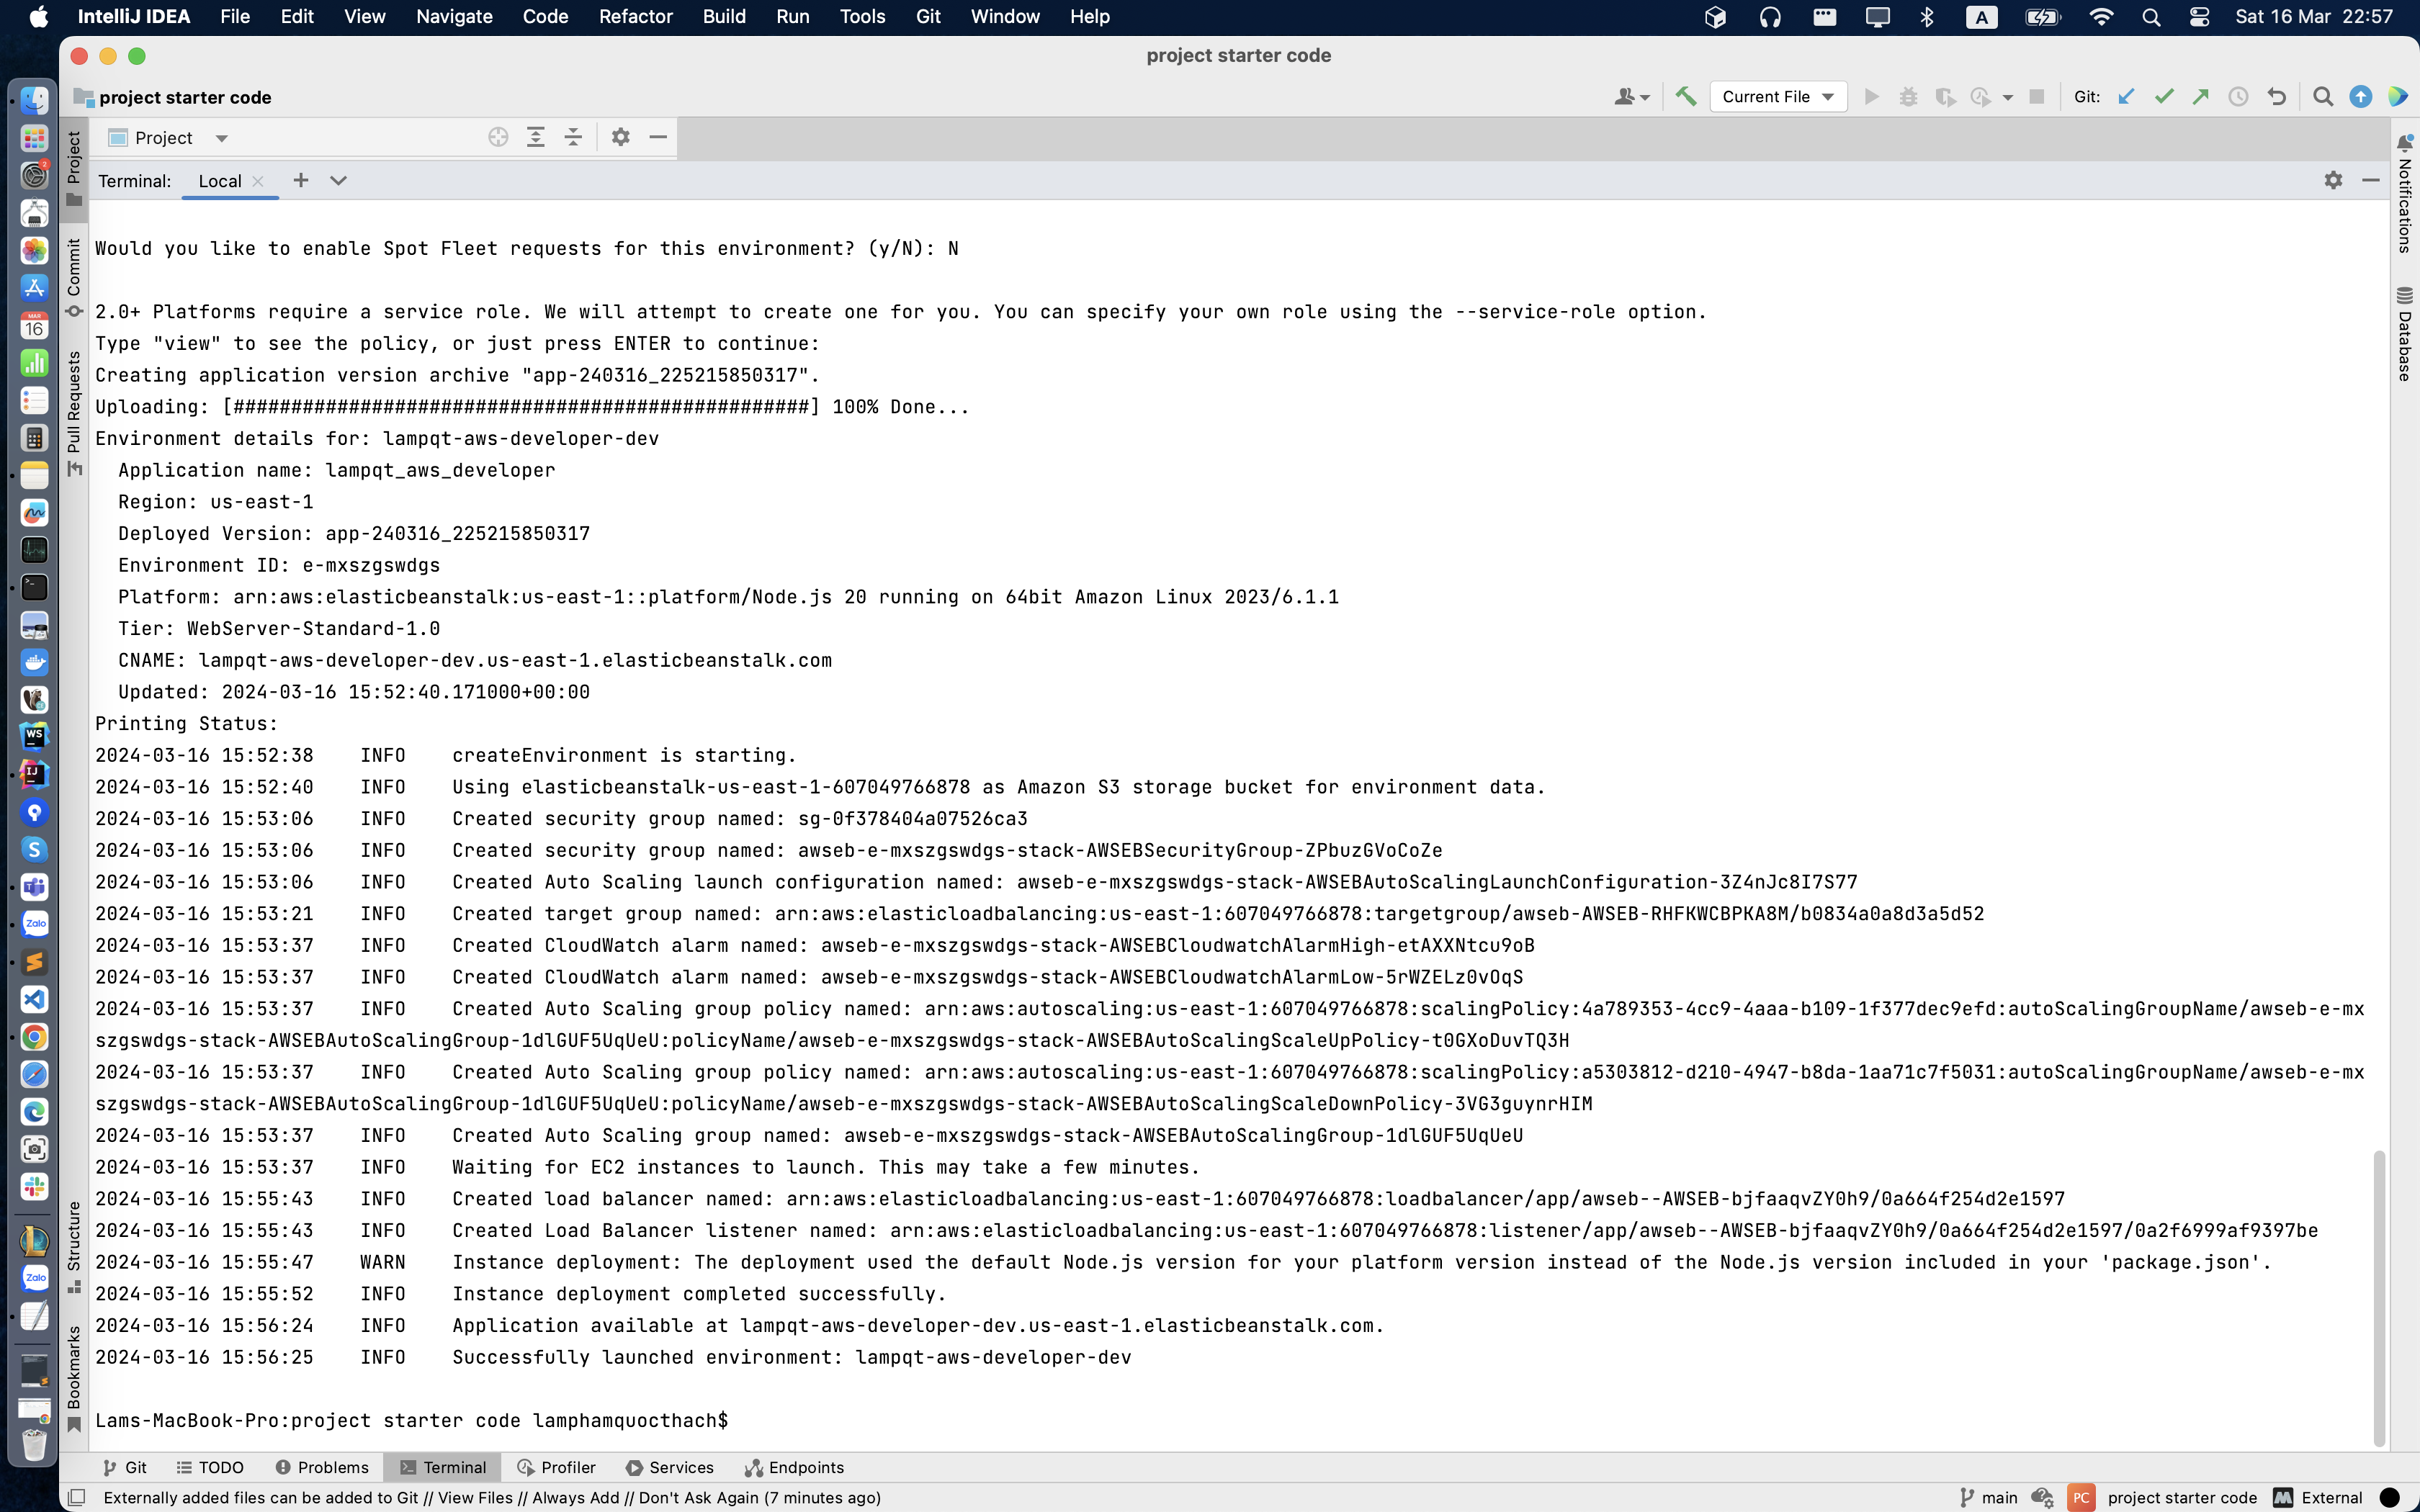 IntelliJ IDEA File Edit View Navigate Code Refactor Build Run Tools Git Window Help A Sat 16 Mar 22:57
project starter code
project starter code Current File Git:
Project
Terminal: Local
Would you like to enable Spot Fleet requests for this environment? (y/N): N
2.0+ Platforms require a service role. We will attempt to create one for you. You can specify your own role using the --service-role option.
Type "view" to see the policy, or just press ENTER to continue:
Creating application version archive "app-240316_225215850317".
Uploading: [##################################################] 100% Done...
Environment details for: lampqt-aws-developer-dev
Application name: lampqt_aws_developer
Region: us-east-1
Deployed Version: app-240316_225215850317
Environment ID: e-mxszgswdgs
Platform: arn:aws:elasticbeanstalk:us-east-1::platform/Node.js 20 running on 64bit Amazon Linux 2023/6.1.1
Tier: WebServer-Standard-1.0
CNAME: lampqt-aws-developer-dev.us-east-1.elasticbeanstalk.com
Updated: 2024-03-16 15:52:40.171000+00:00
Printing Status:
2024-03-16 15:52:38 INFO createEnvironment is starting.
2024-03-16 15:52:40 INFO Using elasticbeanstalk-us-east-1-607049766878 as Amazon S3 storage bucket for environment data.
2024-03-16 15:53:06 INFO Created security group named: sg-0f378404a07526ca3
2024-03-16 15:53:06 INFO Created security group named: awseb-e-mxszgswdgs-stack-AWSEBSecurityGroup-ZPbuzGVoCoZe
2024-03-16 15:53:06 INFO Created Auto Scaling launch configuration named: awseb-e-mxszgswdgs-stack-AWSEBAutoScalingLaunchConfiguration-3Z4nJc8I7S77
2024-03-16 15:53:21 INFO Created target group named: arn:aws:elasticloadbalancing:us-east-1:607049766878:targetgroup/awseb-AWSEB-RHFKWCBPKA8M/b0834a0a8d3a5d52
2024-03-16 15:53:37 INFO Created CloudWatch alarm named: awseb-e-mxszgswdgs-stack-AWSEBCloudwatchAlarmHigh-etAXXNtcu9oB
2024-03-16 15:53:37 INFO Created CloudWatch alarm named: awseb-e-mxszgswdgs-stack-AWSEBCloudwatchAlarmLow-5rWZELz0vOqS
2024-03-16 15:53:37 INFO Created Auto Scaling group policy named: arn:aws:autoscaling:us-east-1:607049766878:scalingPolicy:4a789353-4cc9-4aaa-b109-1f377dec9efd:autoScalingGroupName/awseb-e-mx
szgswdgs-stack-AWSEBAutoScalingGroup-1dlGUF5UqUeU:policyName/awseb-e-mxszgswdgs-stack-AWSEBAutoScalingScaleUpPolicy-t0GXoDuvTQ3H
2024-03-16 15:53:37 INFO Created Auto Scaling group policy named: arn:aws:autoscaling:us-east-1:607049766878:scalingPolicy:a5303812-d210-4947-b8da-1aa71c7f5031:autoScalingGroupName/awseb-e-mx
szgswdgs-stack-AWSEBAutoScalingGroup-1dlGUF5UqUeU:policyName/awseb-e-mxszgswdgs-stack-AWSEBAutoScalingScaleDownPolicy-3VG3guynrHIM
2024-03-16 15:53:37 INFO Created Auto Scaling group named: awseb-e-mxszgswdgs-stack-AWSEBAutoScalingGroup-1dlGUF5UqUeU
2024-03-16 15:53:37 INFO Waiting for EC2 instances to launch. This may take a few minutes.
2024-03-16 15:55:43 INFO Created load balancer named: arn:aws:elasticloadbalancing:us-east-1:607049766878:loadbalancer/app/awseb--AWSEB-bjfaaqvZY0h9/0a664f254d2e1597
2024-03-16 15:55:43 INFO Created Load Balancer listener named: arn:aws:elasticloadbalancing:us-east-1:607049766878:listener/app/awseb--AWSEB-bjfaaqvZY0h9/0a664f254d2e1597/0a2f6999af9397be
2024-03-16 15:55:47 WARN Instance deployment: The deployment used the default Node.js version for your platform version instead of the Node.js version included in your 'package.json'.
2024-03-16 15:55:52 INFO Instance deployment completed successfully.
2024-03-16 15:56:24 INFO Application available at lampqt-aws-developer-dev.us-east-1.elasticbeanstalk.com.
2024-03-16 15:56:25 INFO Successfully launched environment: lampqt-aws-developer-dev
Lams-MacBook-Pro:project starter code lamphamquocthach$
Project
Commit
Pull Requests
Structure
Bookmarks
Notifications
Database
2
MAR
16
WS
IJ
S
Zalo
Zalo
Git TODO Problems Terminal Profiler Services Endpoints
Externally added files can be added to Git // View Files // Always Add // Don't Ask Again (7 minutes ago) main PC project starter code External